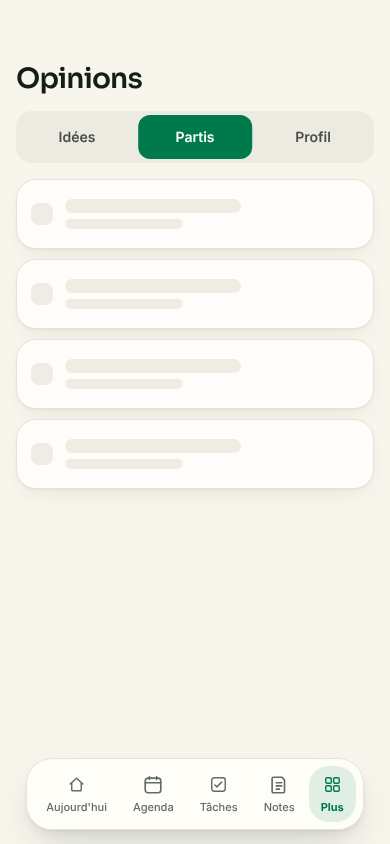 Opinions
Idées
Partis
Profil
Aujourd'hui
Agenda
Tâches
Notes
Plus